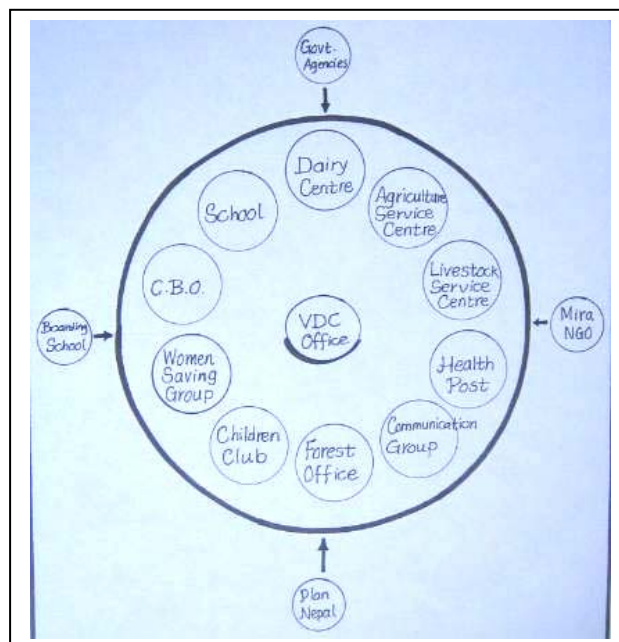 Govt.
Agencies
Dairy
Centre
Agriculture
Service
Centre
School
Livestock
Service
Centre
C.B.O.
VDC
Office
Boarding
School
Mira
NGO
Women
Saving
Group
Health
Post
Children
Club
Forest
Office
Communication
Group
Plan
Nepal